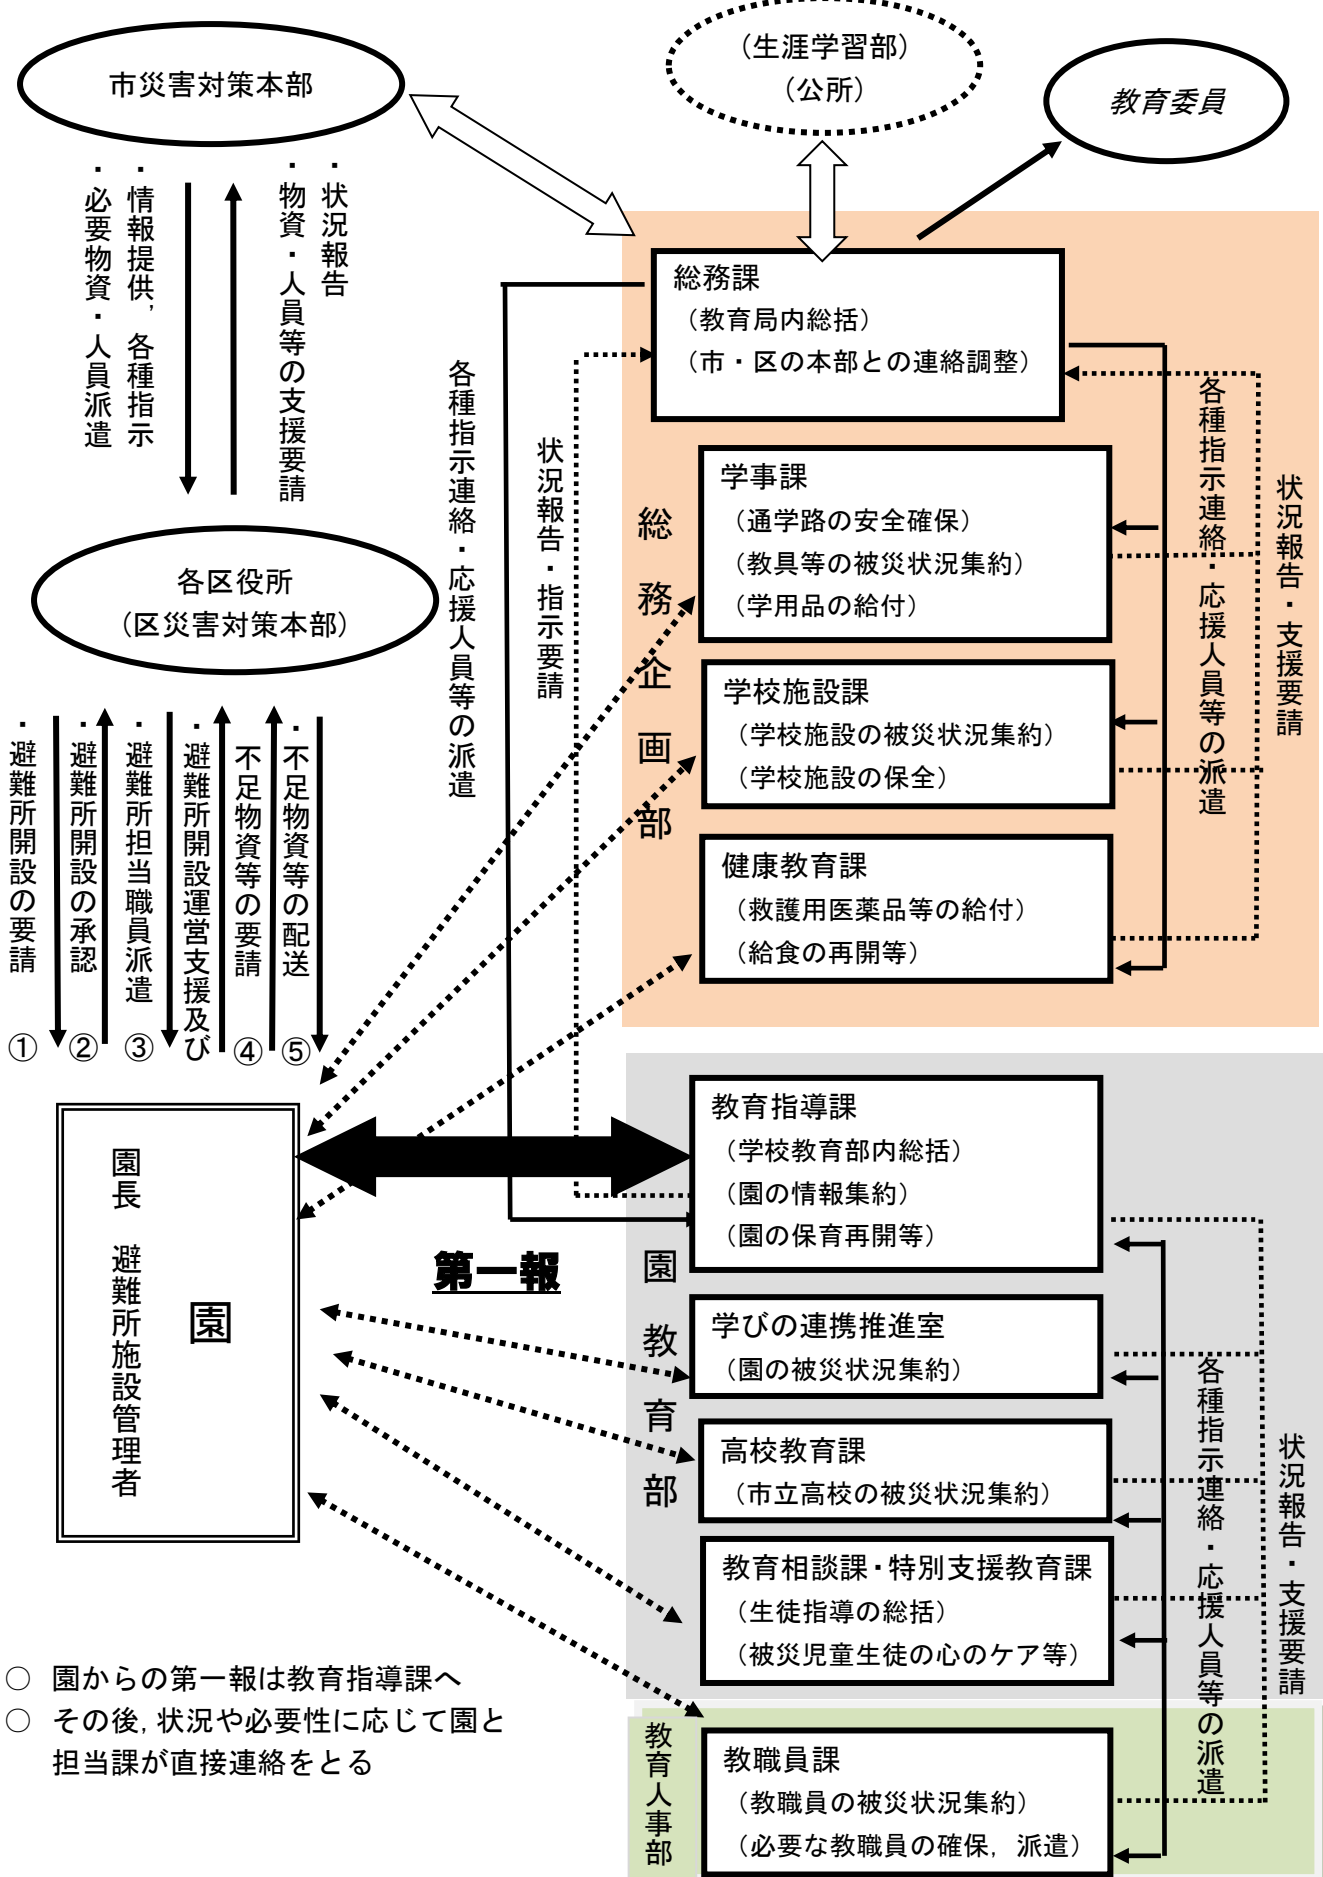 （生涯学習部）
（公所）
市災害対策本部
教育委員
・状況報告
・物資・人員等の支援要請
・情報提供，各種指示
・必要物資・人員派遣
総務課
（教育局内総括）
（市・区の本部との連絡調整）
各種指示連絡・応援人員等の派遣
状況報告・指示要請
各種指示連絡・応援人員等の派遣
状況報告・支援要請
総務企画部
学事課
（通学路の安全確保）
（教具等の被災状況集約）
（学用品の給付）
各区役所
（区災害対策本部）
学校施設課
（学校施設の被災状況集約）
（学校施設の保全）
健康教育課
（救護用医薬品等の給付）
（給食の再開等）
・避難所開設の要請 ①
・避難所開設の承認 ②
・避難所担当職員派遣 ③
・避難所開設運営支援及び
不足物資等の要請 ④
・不足物資等の配送 ⑤
園長 避難所施設管理者
園
第一報
園教育部
教育指導課
（学校教育部内総括）
（園の情報集約）
（園の保育再開等）
学びの連携推進室
（園の被災状況集約）
高校教育課
（市立高校の被災状況集約）
教育相談課・特別支援教育課
（生徒指導の総括）
（被災児童生徒の心のケア等）
各種指示連絡・応援人員等の派遣
状況報告・支援要請
○ 園からの第一報は教育指導課へ
○ その後，状況や必要性に応じて園と
担当課が直接連絡をとる
教育人事部
教職員課
（教職員の被災状況集約）
（必要な教職員の確保，派遣）